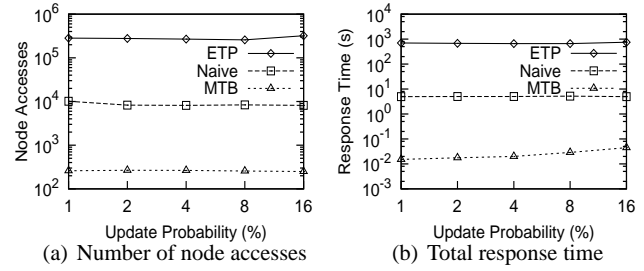 Node Accesses
10^6
10^5
10^4
10^3
10^2
ETP
Naive
MTB
1 2 4 8 16
Update Probability (%)
(a) Number of node accesses
Response Time (s)
10^4
10^3
10^2
10^1
10^0
10^-1
10^-2
10^-3
ETP
Naive
MTB
1 2 4 8 16
Update Probability (%)
(b) Total response time